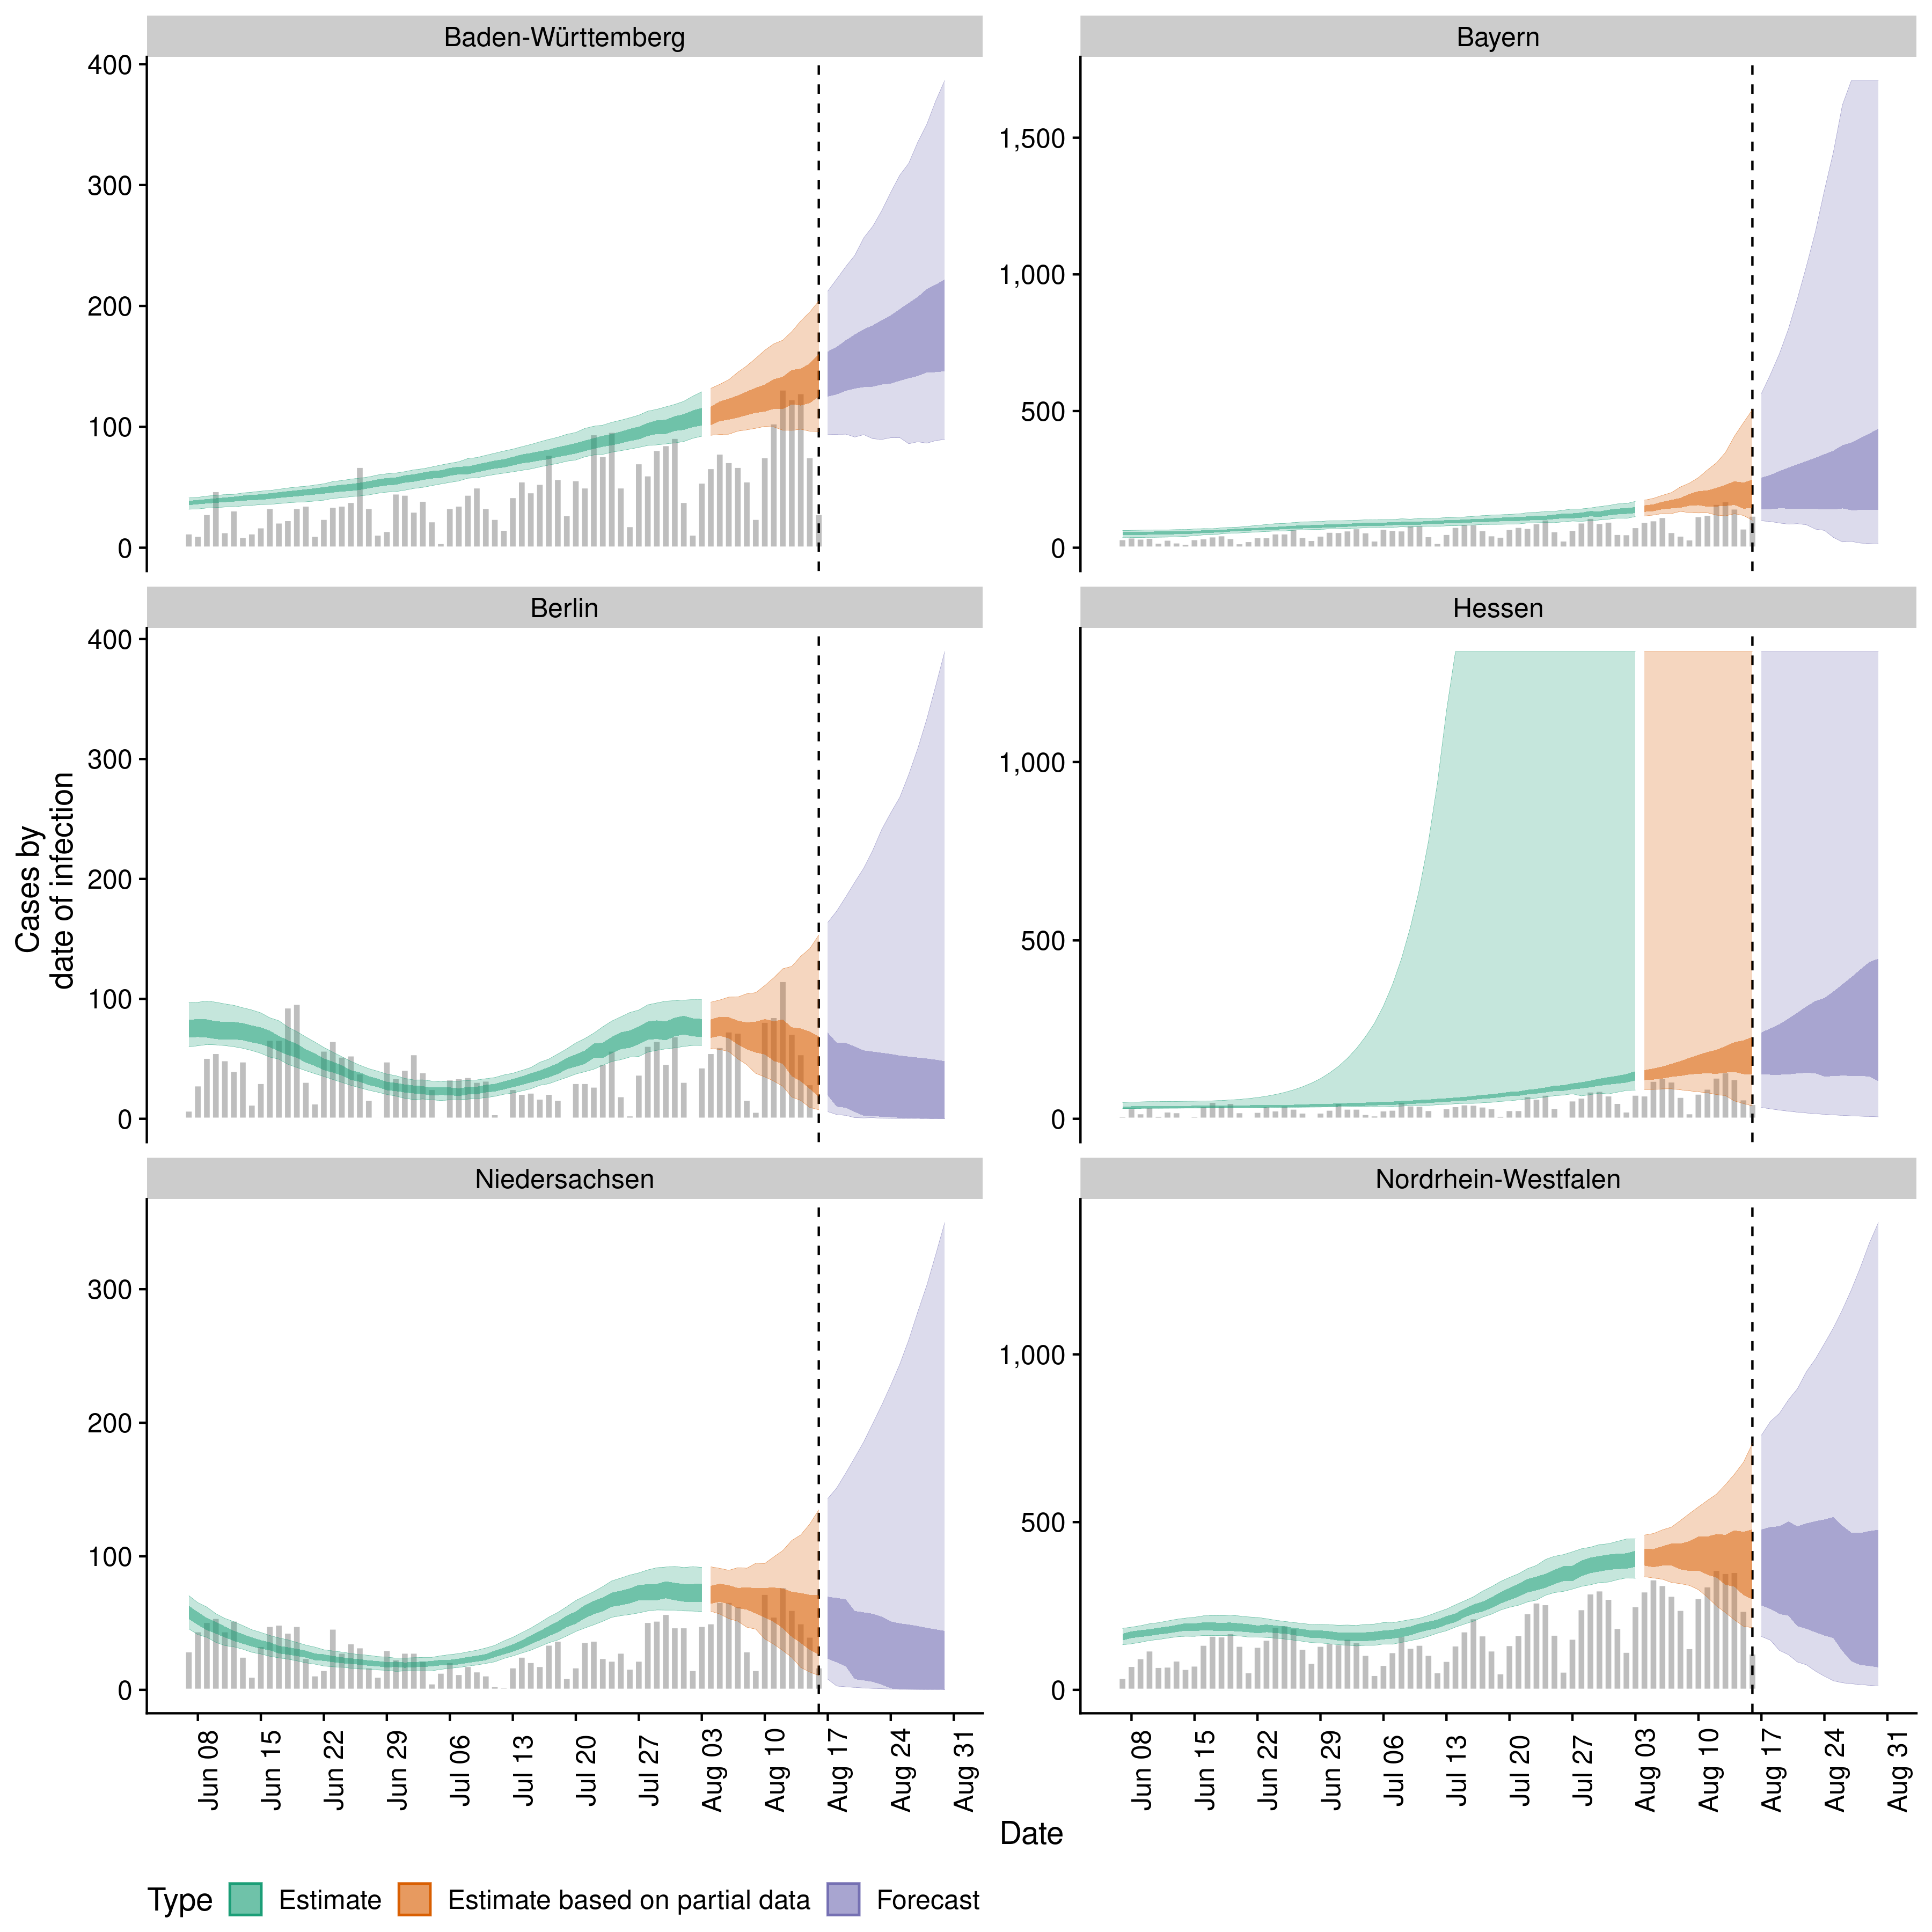 Baden-Württemberg
Bayern
400
300
200
100
0
1,500
1,000
500
0
Berlin
Hessen
400
300
200
100
0
1,000
500
0
Cases by
date of infection
Niedersachsen
Nordrhein-Westfalen
300
200
100
0
1,000
500
0
Jun 08
Jun 15
Jun 22
Jun 29
Jul 06
Jul 13
Jul 20
Jul 27
Aug 03
Aug 10
Aug 17
Aug 24
Aug 31
Jun 08
Jun 15
Jun 22
Jun 29
Jul 06
Jul 13
Jul 20
Jul 27
Aug 03
Aug 10
Aug 17
Aug 24
Aug 31
Date
Type Estimate Estimate based on partial data Forecast